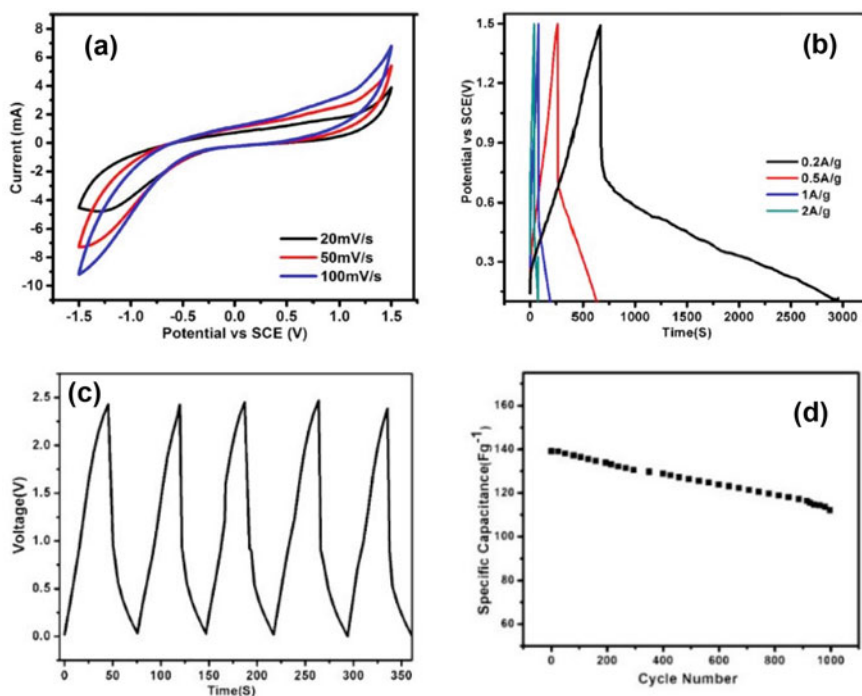 (a)
8
6
4
2
0
-2
-4
-6
-8
-10
Current (mA)
20mV/s
50mV/s
100mV/s
-1.5 -1.0 -0.5 0.0 0.5 1.0 1.5
Potential vs SCE (V)
(b)
1.5
1.2
0.9
0.6
0.3
Potential vs SCE(V)
0.2A/g
0.5A/g
1A/g
2A/g
0 500 1000 1500 2000 2500 3000
Time(S)
(c)
2.5
2.0
1.5
1.0
0.5
0.0
Voltage(V)
0 50 100 150 200 250 300 350
Time(S)
(d)
160
140
120
100
80
60
Specific Capacitance(Fg-1)
0 200 400 600 800 1000
Cycle Number